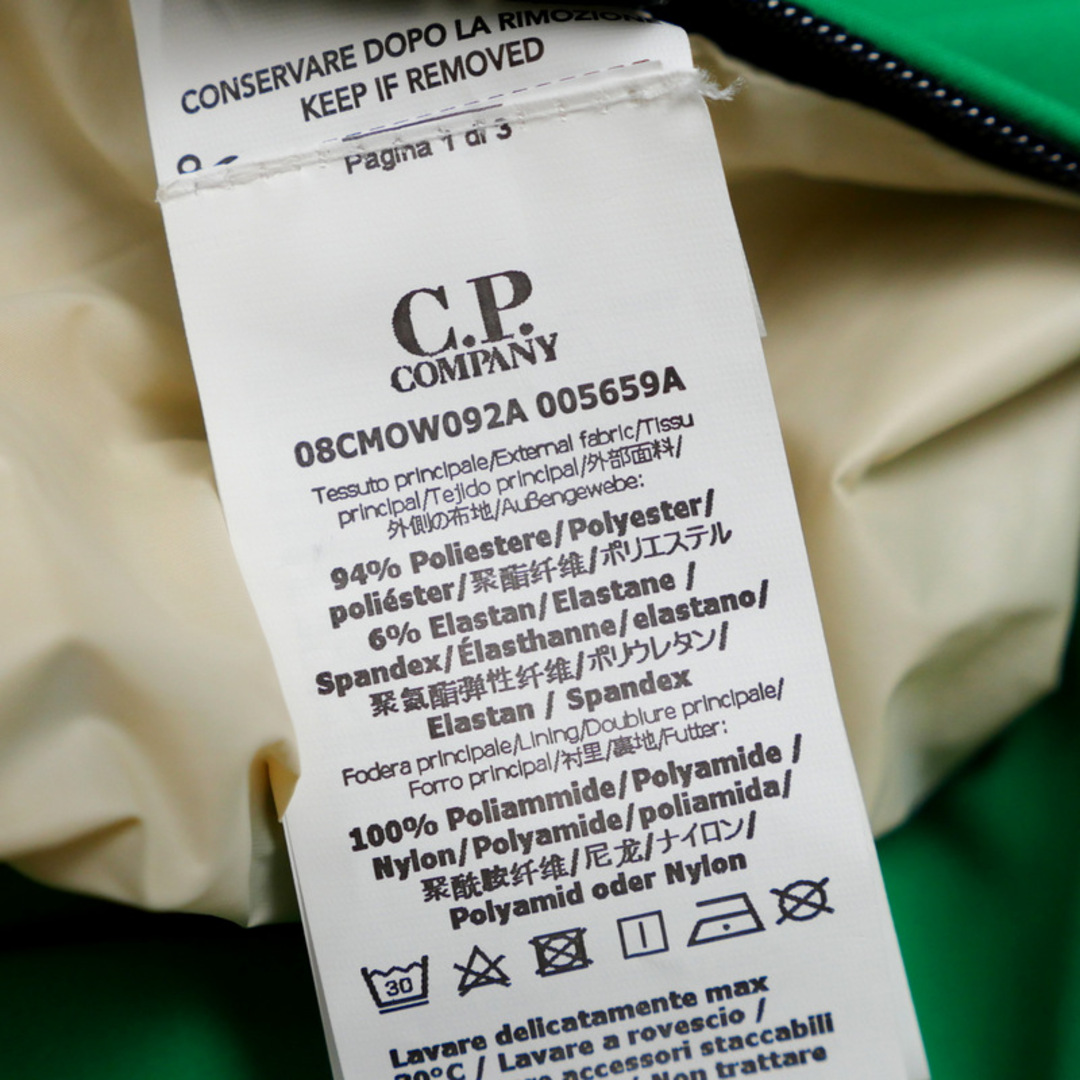 CONSERVARE DOPO LA RIMOZION
KEEP IF REMOVED
Pagina 1 di 3
C.P.
COMPANY
08CMOW092A 005659A
Tessuto principale/External fabric/Tissu
principal/Tejido principal/外部面料/
外側の布地/Außengewebe:
94% Poliestere/Polyester/
poliéster/聚酯纤维/ポリエステル
6% Elastan/Elastane /
Spandex/Élasthanne/elastano/
聚氨酯弹性纤维/ポリウレタン/
Elastan / Spandex
Fodera principale/Lining/Doublure principale/
Forro principal/衬里/裏地/Futter:
100% Poliammide/Polyamide /
Nylon/Polyamide/poliamida/
聚酰胺纤维/尼龙/ナイロン/
Polyamid oder Nylon
30
Lavare delicatamente max
30°C / Lavare a rovescio /
accessori staccabili
/ Non trattare